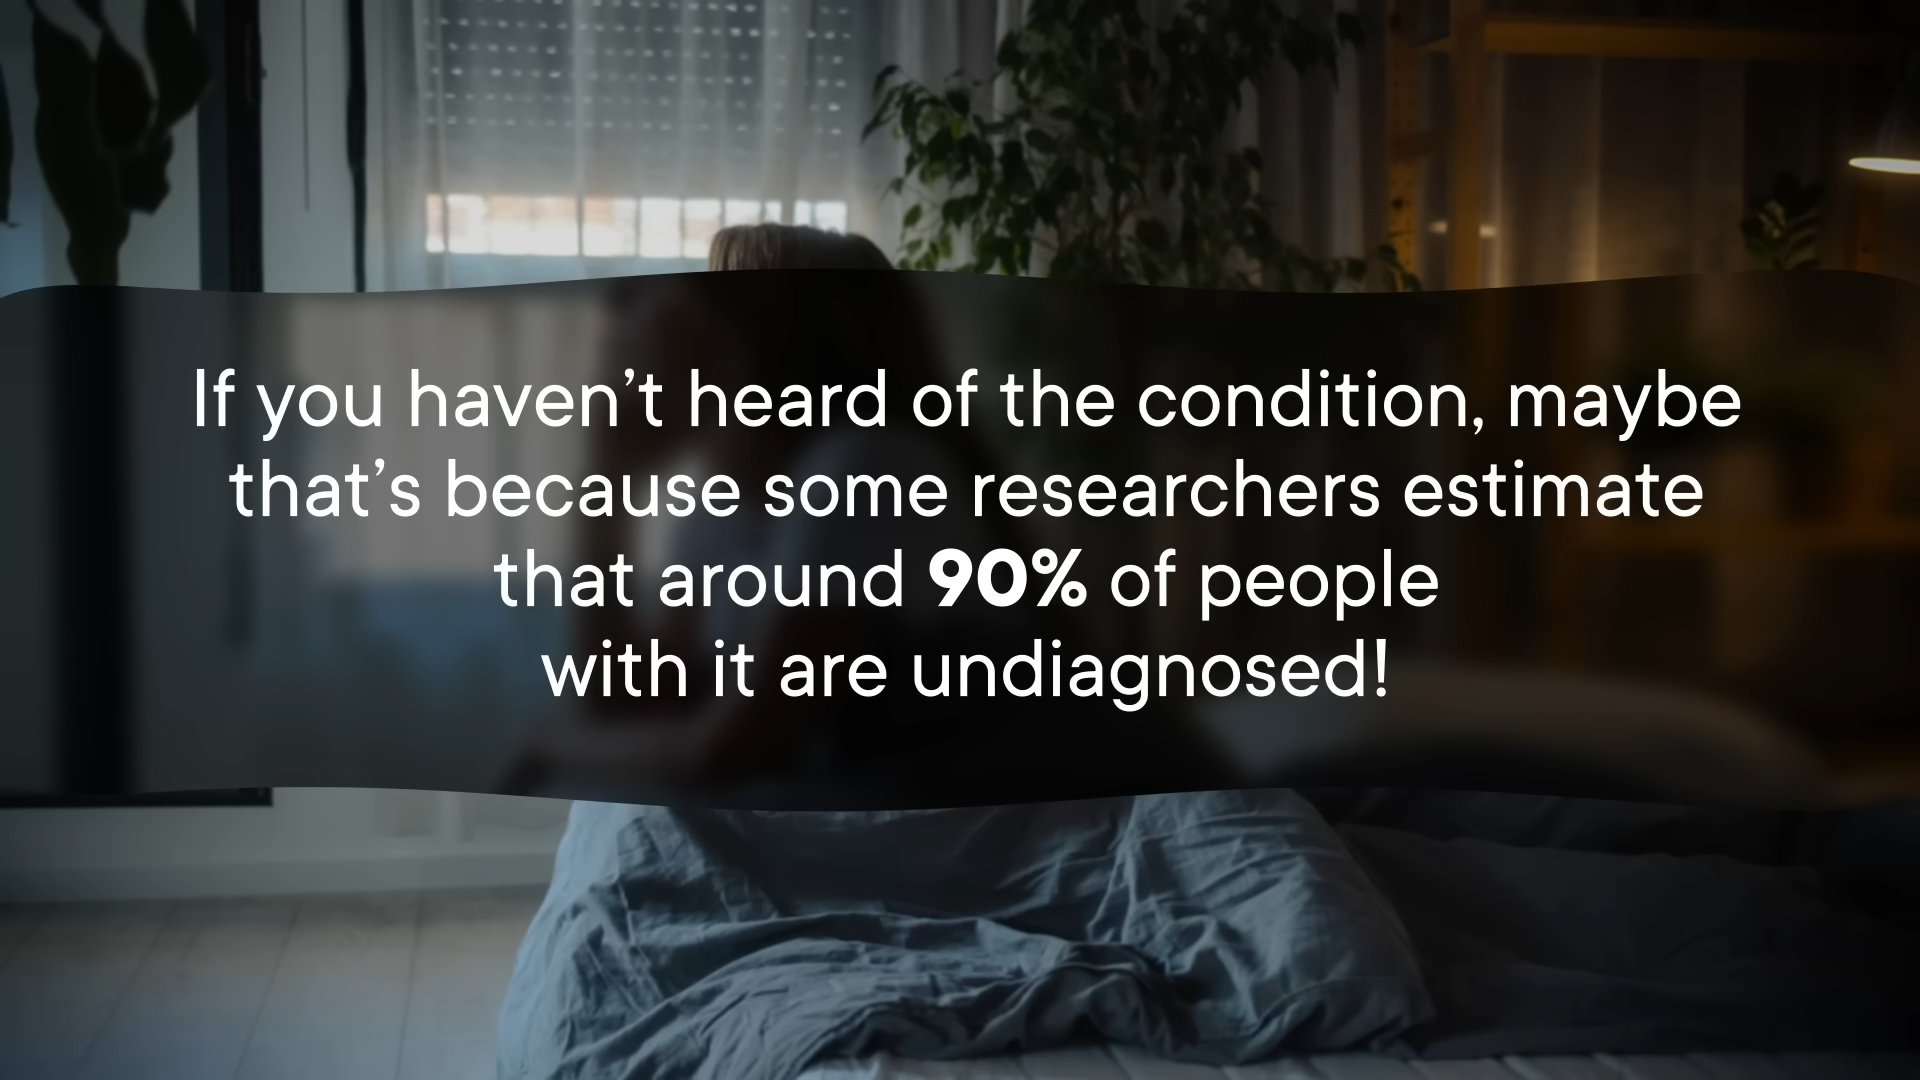 If you haven’t heard of the condition, maybe
that’s because some researchers estimate
that around 90% of people
with it are undiagnosed!